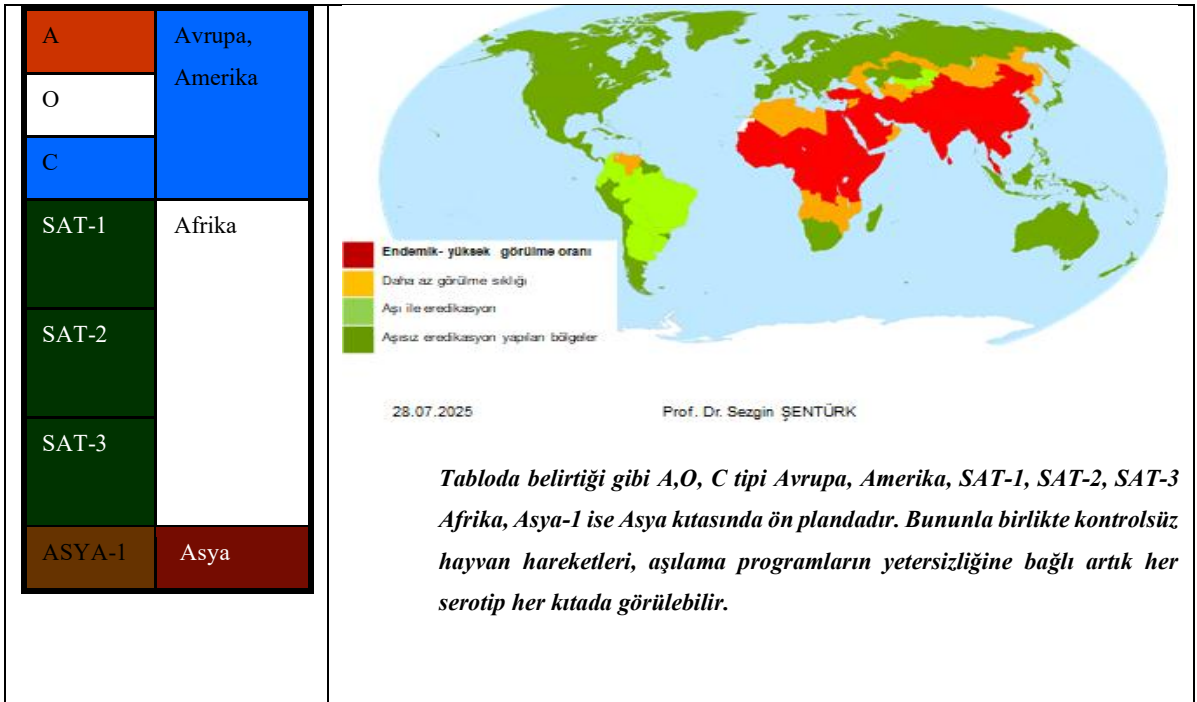 A
Avrupa,
Amerika
O
C
SAT-1
Afrika
SAT-2
SAT-3
ASYA-1
Asya
Endemik- yüksek görülme oranı
Daha az görülme sıklığı
Aşı ile eredikasyon
Aşısız eredikasyon yapılan bölgeler
28.07.2025
Prof. Dr. Sezgin ŞENTÜRK
Tabloda belirtiği gibi A,O, C tipi Avrupa, Amerika, SAT-1, SAT-2, SAT-3
Afrika, Asya-1 ise Asya kıtasında ön plandadır. Bununla birlikte kontrolsüz
hayvan hareketleri, aşılama programların yetersizliğine bağlı artık her
serotip her kıtada görülebilir.